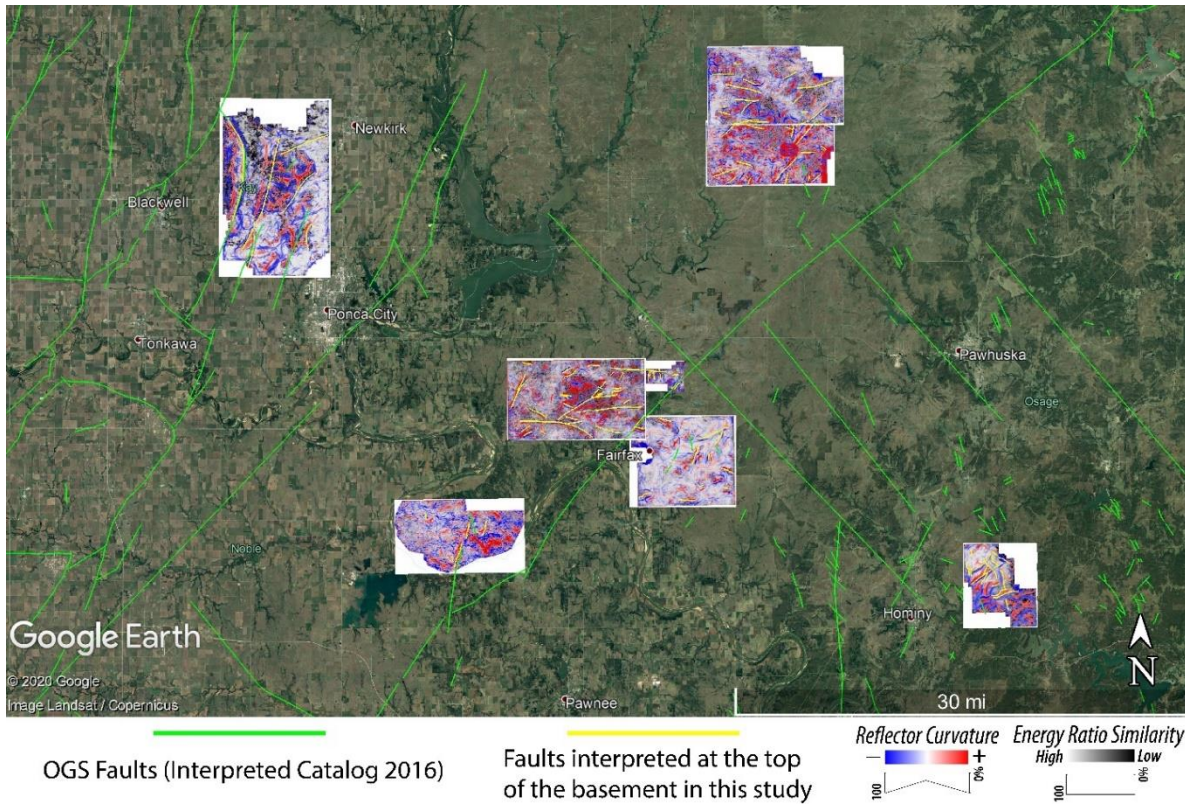 Newkirk
Blackwell
Ponca City
Tonkawa
Pawhuska
Osage
Fairfax
Noble
Hominy
Google Earth
N
© 2020 Google
Image Landsat / Copernicus
Pawnee
30 mi
OGS Faults (Interpreted Catalog 2016)
Faults interpreted at the top
of the basement in this study
Reflector Curvature
— +
100 0%
Energy Ratio Similarity
High Low
100 0%